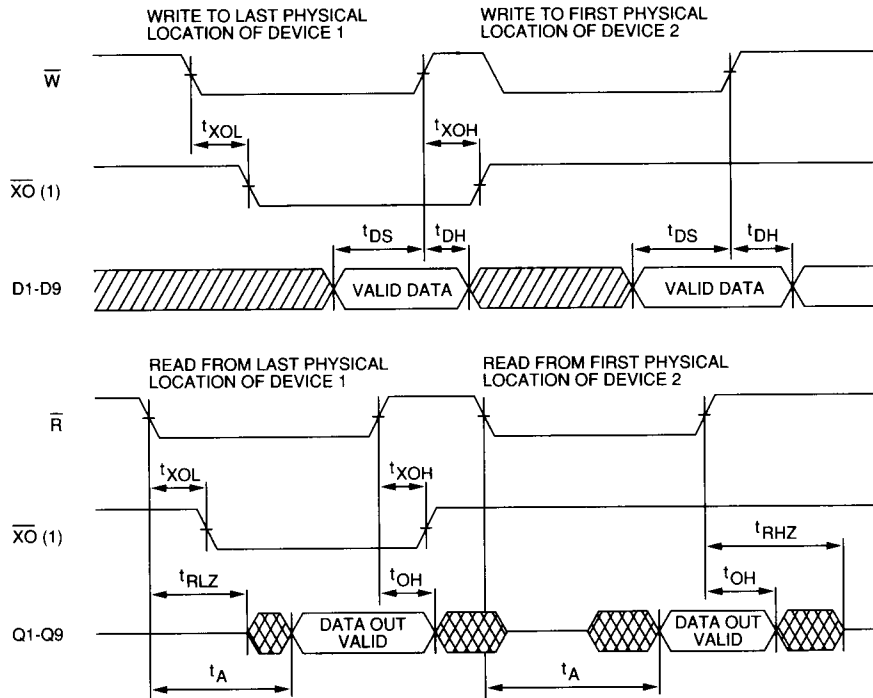 WRITE TO LAST PHYSICAL
LOCATION OF DEVICE 1
WRITE TO FIRST PHYSICAL
LOCATION OF DEVICE 2
W̅
tXOL
tXOH
X̅O̅ (1)
tDS
tDH
tDS
tDH
D1-D9
VALID DATA
VALID DATA
READ FROM LAST PHYSICAL
LOCATION OF DEVICE 1
READ FROM FIRST PHYSICAL
LOCATION OF DEVICE 2
R̅
tXOL
tXOH
X̅O̅ (1)
tRHZ
tRLZ
tOH
tOH
Q1-Q9
DATA OUT
VALID
DATA OUT
VALID
tA
tA